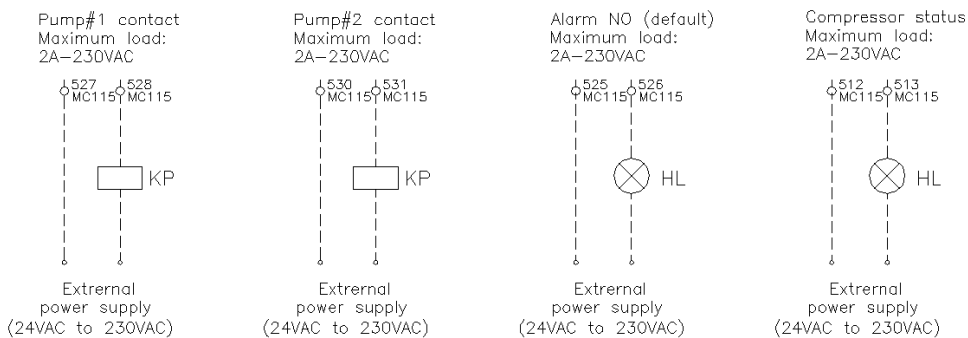 Pump#1 contact
Maximum load:
2A-230VAC
527
MC115
528
MC115
KP
Extrernal
power supply
(24VAC to 230VAC)
Pump#2 contact
Maximum load:
2A-230VAC
530
MC115
531
MC115
KP
Extrernal
power supply
(24VAC to 230VAC)
Alarm NO (default)
Maximum load:
2A-230VAC
525
MC115
526
MC115
HL
Extrernal
power supply
(24VAC to 230VAC)
Compressor status
Maximum load:
2A-230VAC
512
MC115
513
MC115
HL
Extrernal
power supply
(24VAC to 230VAC)